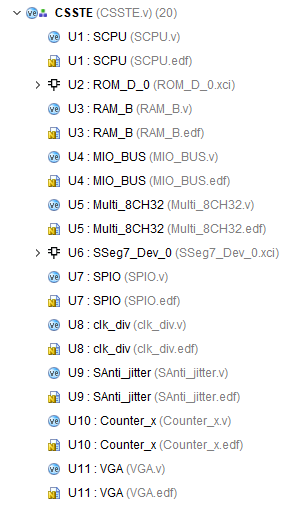 CSSTE (CSSTE.v) (20)
U1 : SCPU (SCPU.v)
U1 : SCPU (SCPU.edf)
U2 : ROM_D_0 (ROM_D_0.xci)
U3 : RAM_B (RAM_B.v)
U3 : RAM_B (RAM_B.edf)
U4 : MIO_BUS (MIO_BUS.v)
U4 : MIO_BUS (MIO_BUS.edf)
U5 : Multi_8CH32 (Multi_8CH32.v)
U5 : Multi_8CH32 (Multi_8CH32.edf)
U6 : SSeg7_Dev_0 (SSeg7_Dev_0.xci)
U7 : SPIO (SPIO.v)
U7 : SPIO (SPIO.edf)
U8 : clk_div (clk_div.v)
U8 : clk_div (clk_div.edf)
U9 : SAnti_jitter (SAnti_jitter.v)
U9 : SAnti_jitter (SAnti_jitter.edf)
U10 : Counter_x (Counter_x.v)
U10 : Counter_x (Counter_x.edf)
U11 : VGA (VGA.v)
U11 : VGA (VGA.edf)